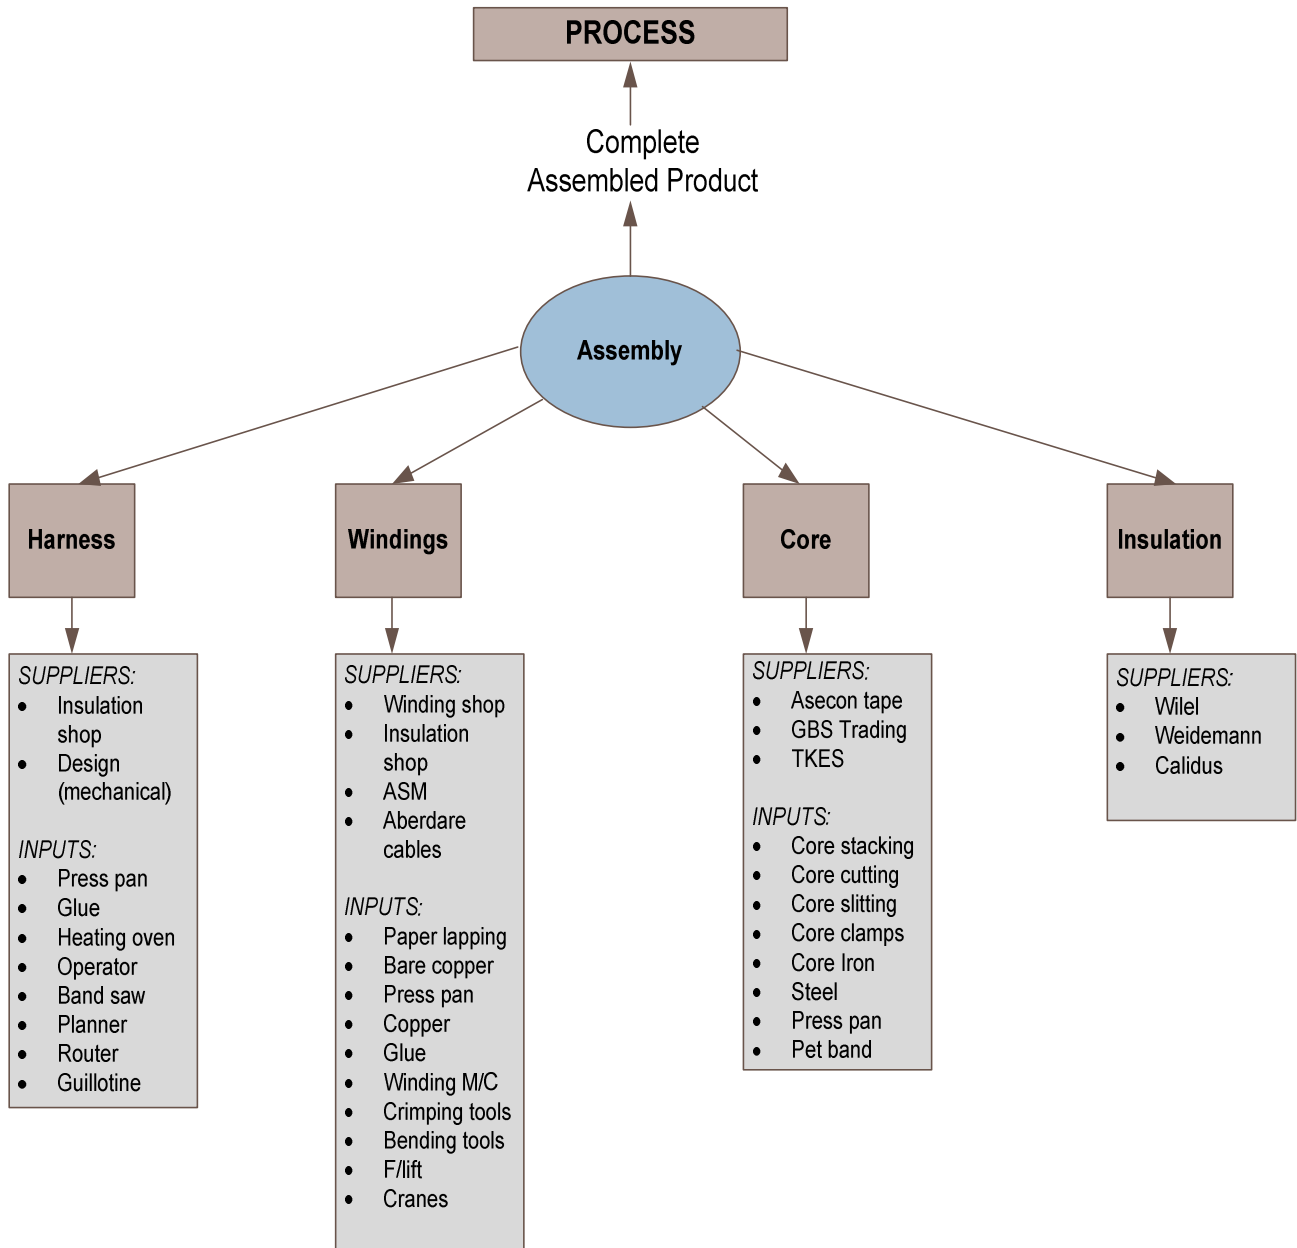 PROCESS
Complete
Assembled Product
Assembly
Harness
Windings
Core
Insulation
SUPPLIERS:
• Insulation
shop
• Design
(mechanical)
INPUTS:
• Press pan
• Glue
• Heating oven
• Operator
• Band saw
• Planner
• Router
• Guillotine
SUPPLIERS:
• Winding shop
• Insulation
shop
• ASM
• Aberdare
cables
INPUTS:
• Paper lapping
• Bare copper
• Press pan
• Copper
• Glue
• Winding M/C
• Crimping tools
• Bending tools
• F/lift
• Cranes
SUPPLIERS:
• Asecon tape
• GBS Trading
• TKES
INPUTS:
• Core stacking
• Core cutting
• Core slitting
• Core clamps
• Core Iron
• Steel
• Press pan
• Pet band
SUPPLIERS:
• Wilel
• Weidemann
• Calidus